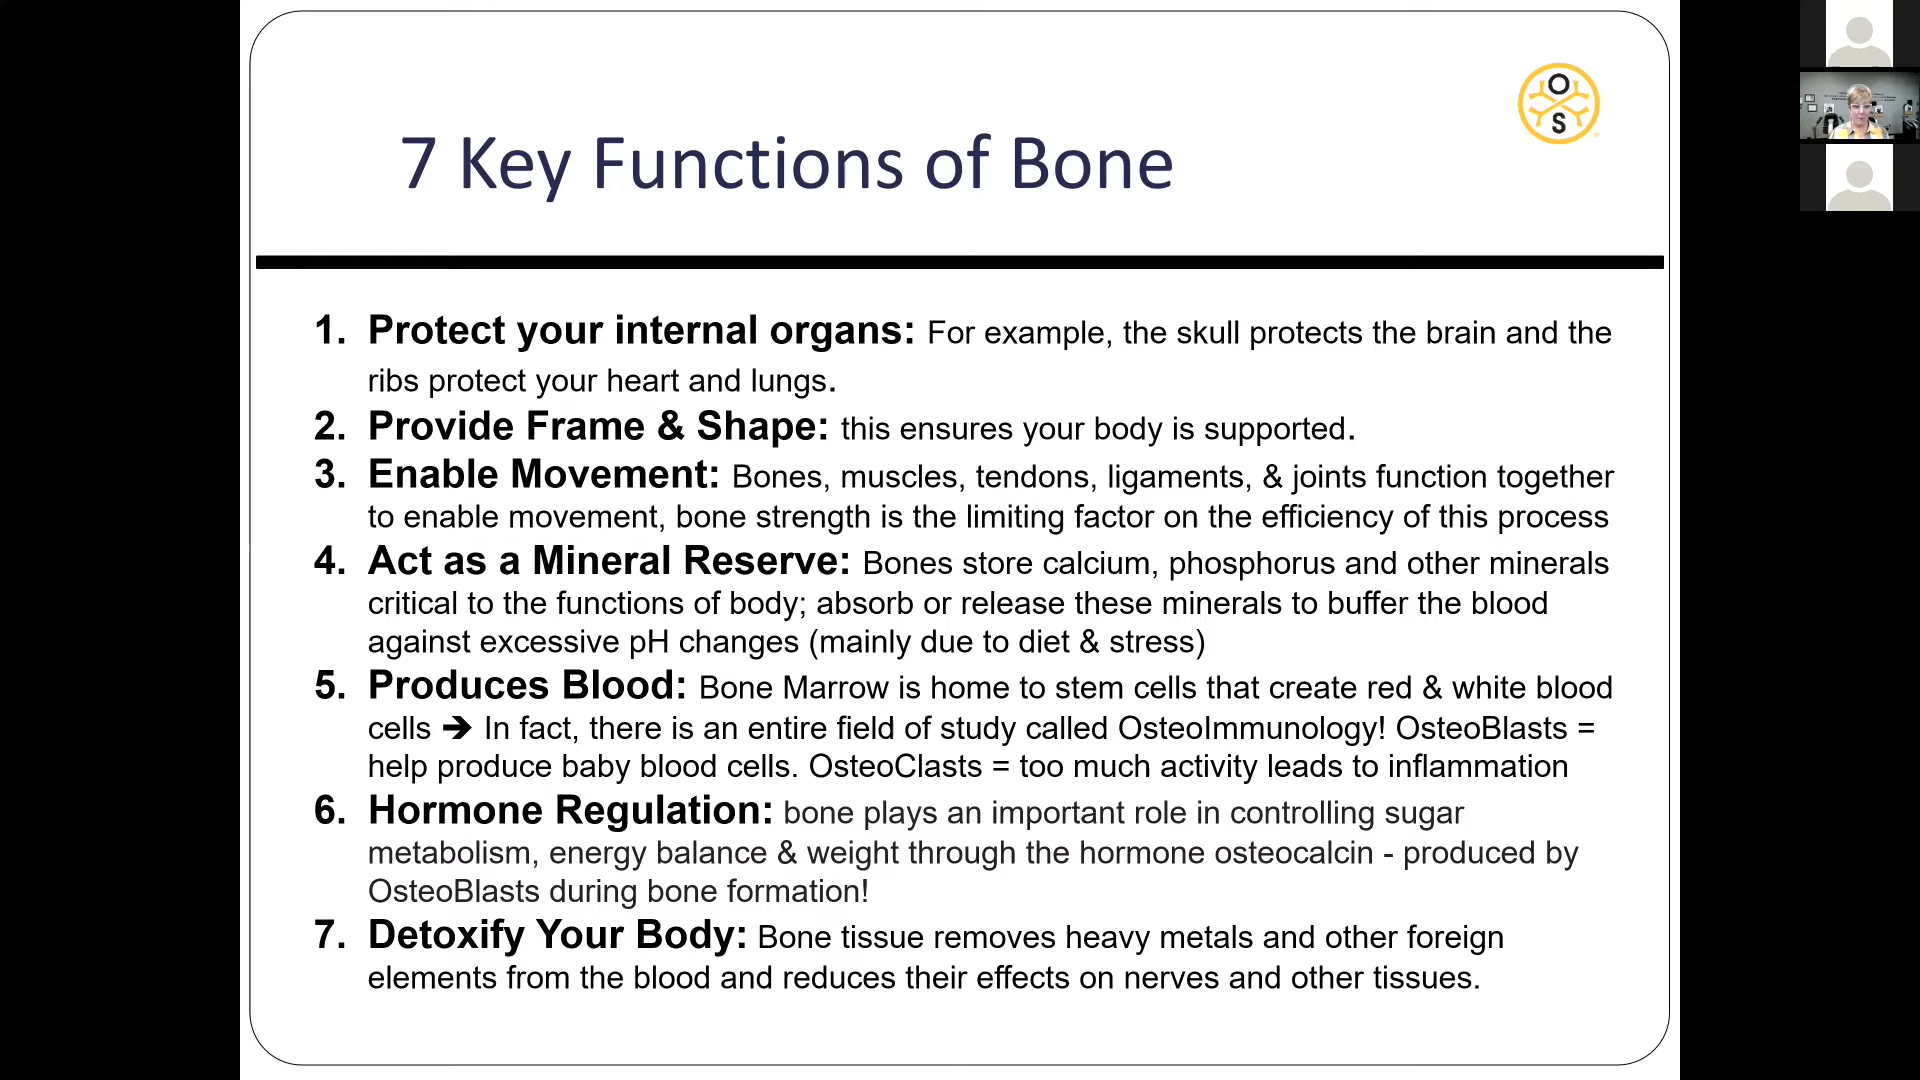 O
S
7 Key Functions of Bone
1. Protect your internal organs: For example, the skull protects the brain and the
ribs protect your heart and lungs.
2. Provide Frame & Shape: this ensures your body is supported.
3. Enable Movement: Bones, muscles, tendons, ligaments, & joints function together
to enable movement, bone strength is the limiting factor on the efficiency of this process
4. Act as a Mineral Reserve: Bones store calcium, phosphorus and other minerals
critical to the functions of body; absorb or release these minerals to buffer the blood
against excessive pH changes (mainly due to diet & stress)
5. Produces Blood: Bone Marrow is home to stem cells that create red & white blood
cells ➔ In fact, there is an entire field of study called OsteoImmunology! OsteoBlasts =
help produce baby blood cells. OsteoClasts = too much activity leads to inflammation
6. Hormone Regulation: bone plays an important role in controlling sugar
metabolism, energy balance & weight through the hormone osteocalcin - produced by
OsteoBlasts during bone formation!
7. Detoxify Your Body: Bone tissue removes heavy metals and other foreign
elements from the blood and reduces their effects on nerves and other tissues.